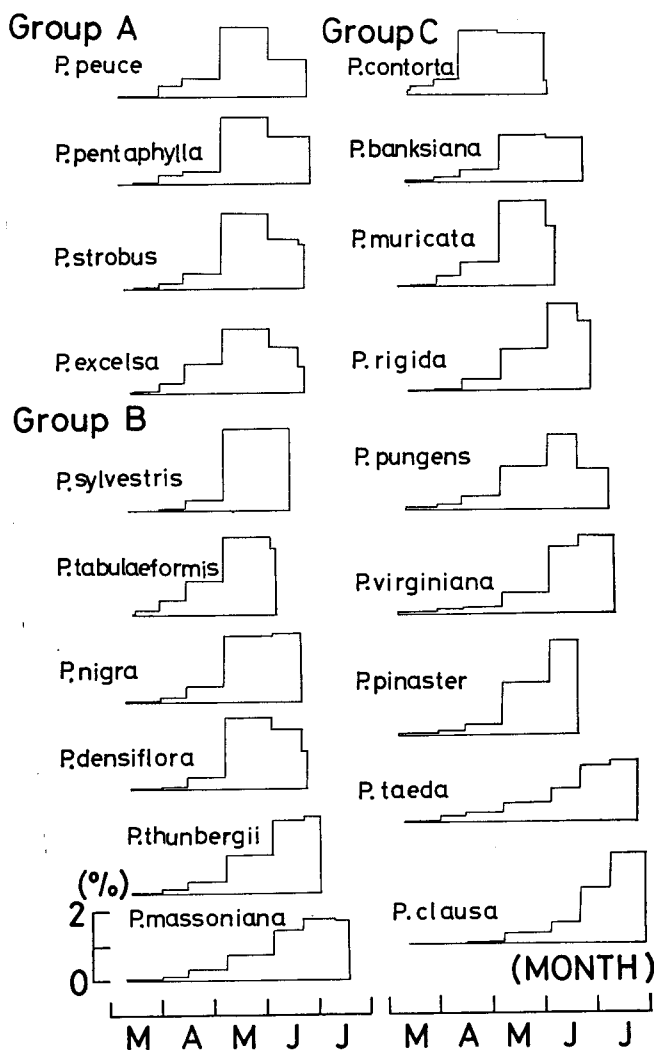 Group A
P. peuce
P. pentaphylla
P. strobus
P. excelsa
Group B
P. sylvestris
P. tabulaeformis
P. nigra
P. densiflora
P. thunbergii
(%)
2
P. massoniana
0
M A M J J
Group C
P. contorta
P. banksiana
P. muricata
P. rigida
P. pungens
P. virginiana
P. pinaster
P. taeda
P. clausa
(MONTH)
M A M J J